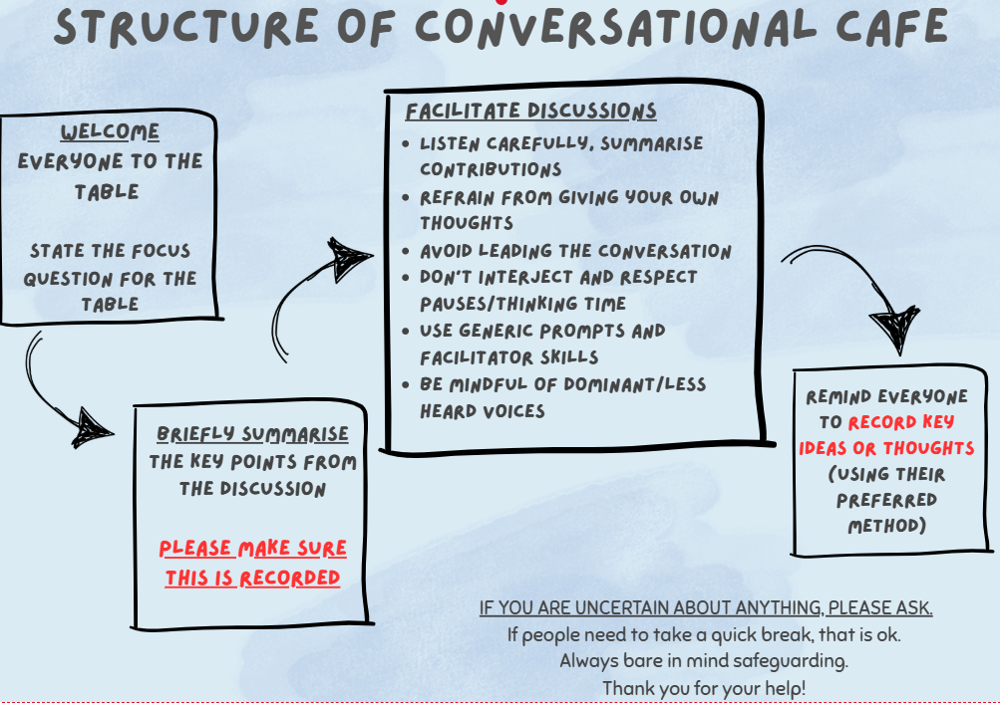 STRUCTURE OF CONVERSATIONAL CAFE
WELCOME
EVERYONE TO THE
TABLE
STATE THE FOCUS
QUESTION FOR THE
TABLE
BRIEFLY SUMMARISE
THE KEY POINTS FROM
THE DISCUSSION
PLEASE MAKE SURE
THIS IS RECORDED
FACILITATE DISCUSSIONS
• LISTEN CAREFULLY, SUMMARISE
CONTRIBUTIONS
• REFRAIN FROM GIVING YOUR OWN
THOUGHTS
• AVOID LEADING THE CONVERSATION
• DON'T INTERJECT AND RESPECT
PAUSES/THINKING TIME
• USE GENERIC PROMPTS AND
FACILITATOR SKILLS
• BE MINDFUL OF DOMINANT/LESS
HEARD VOICES
REMIND EVERYONE
TO RECORD KEY
IDEAS OR THOUGHTS
(USING THEIR
PREFERRED
METHOD)
IF YOU ARE UNCERTAIN ABOUT ANYTHING, PLEASE ASK.
If people need to take a quick break, that is ok.
Always bare in mind safeguarding.
Thank you for your help!